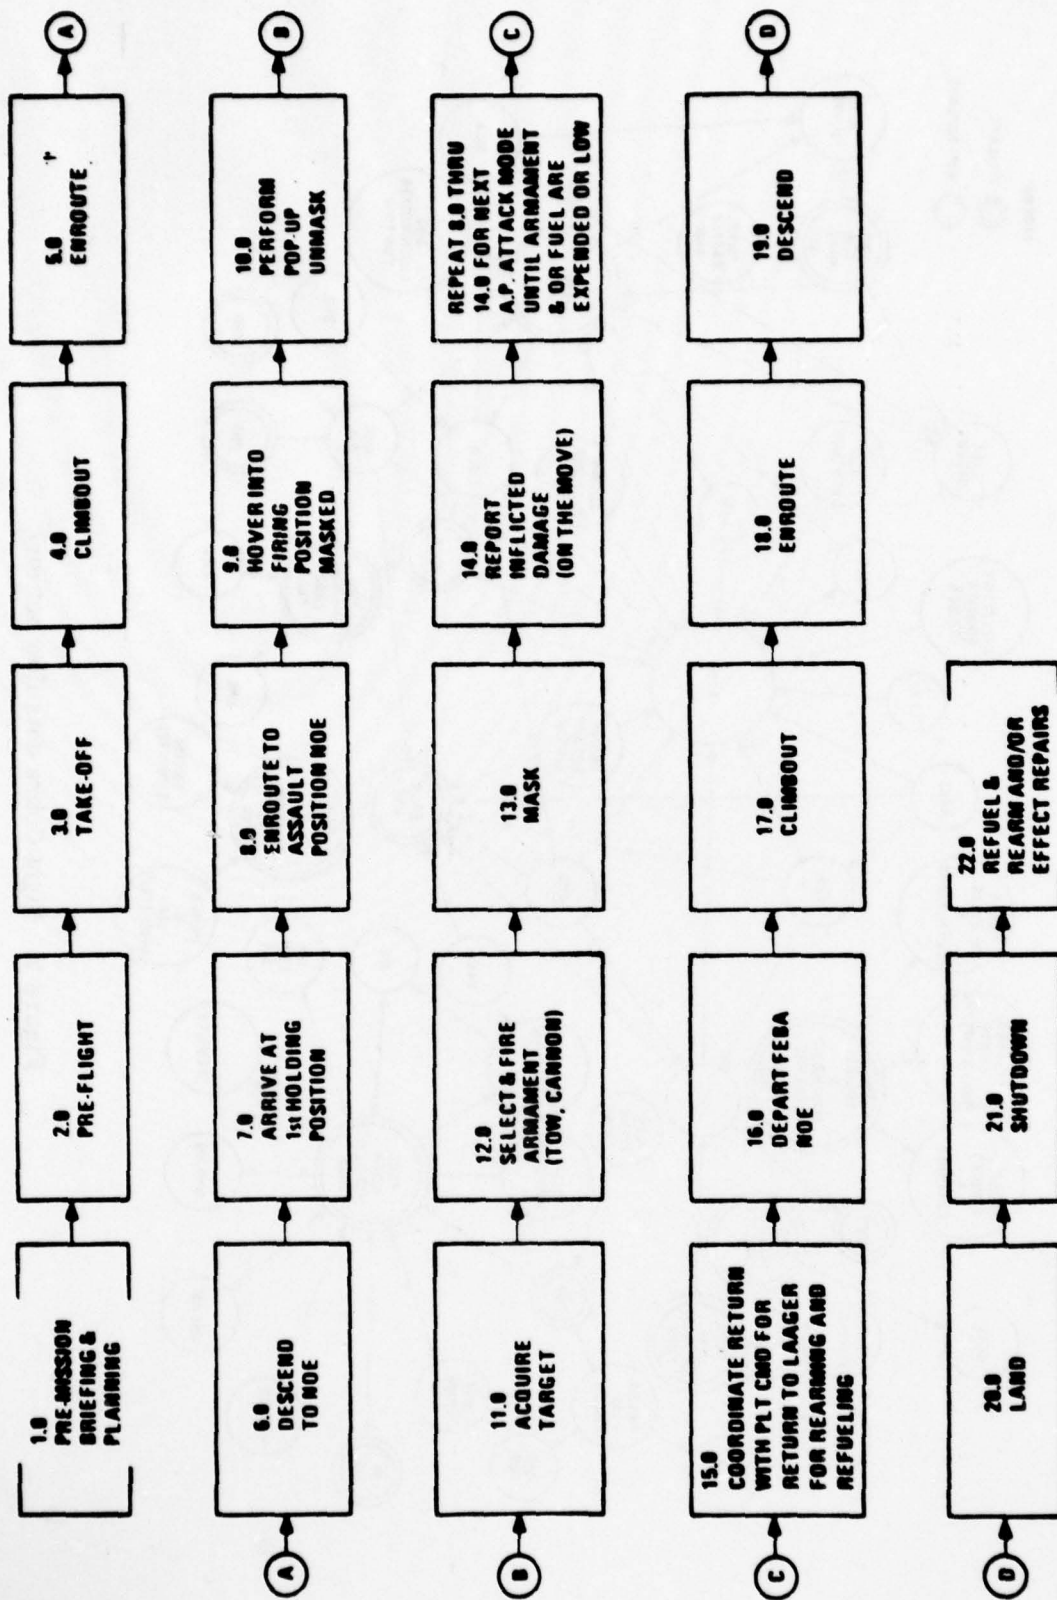 1.0
PRE-MISSION
BRIEFING &
PLANNING
2.0
PRE-FLIGHT
3.0
TAKE-OFF
4.0
CLIMBOUT
5.0
ENROUTE
A
A
6.0
DESCEND
TO NOE
7.0
ARRIVE AT
1st HOLDING
POSITION
8.0
ENROUTE TO
ASSAULT
POSITION NOE
9.0
HOVER INTO
FIRING
POSITION
MASKED
10.0
PERFORM
POP-UP
UNMASK
B
B
11.0
ACQUIRE
TARGET
12.0
SELECT & FIRE
ARMAMENT
(TOW, CANNON)
13.0
MASK
14.0
REPORT
INFLICTED
DAMAGE
(ON THE MOVE)
REPEAT 8.0 THRU
14.0 FOR NEXT
A.P. ATTACK MODE
UNTIL ARMAMENT
& OR FUEL ARE
EXPENDED OR LOW
C
C
15.0
COORDINATE RETURN
WITH PLT CMD FOR
RETURN TO LAAGER
FOR REARMING AND
REFUELING
16.0
DEPART FEBA
NOE
17.0
CLIMBOUT
18.0
ENROUTE
19.0
DESCEND
D
D
20.0
LAND
21.0
SHUTDOWN
22.0
REFUEL &
REARM AND/OR
EFFECT REPAIRS